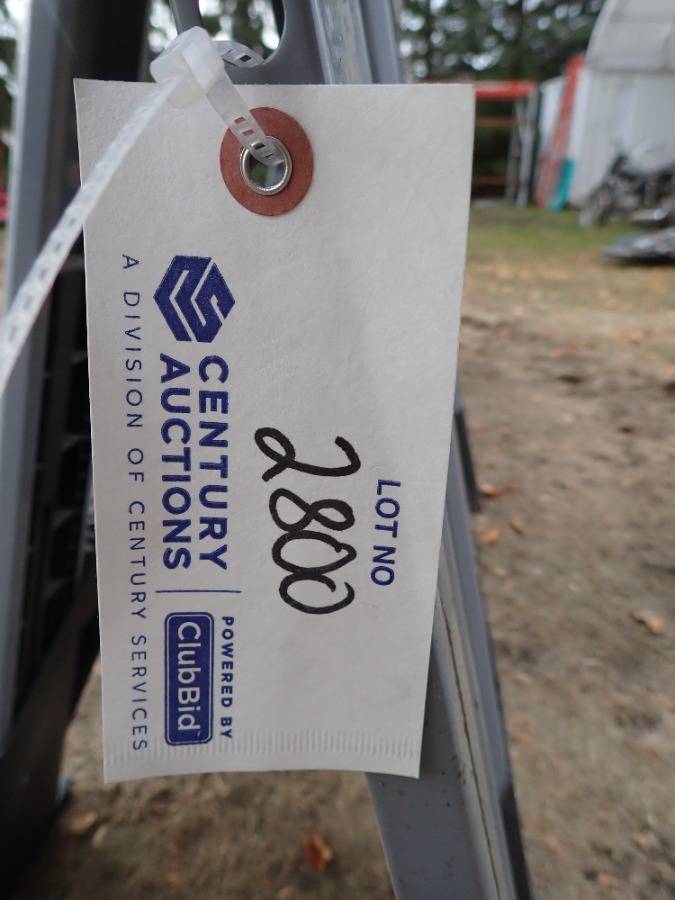 LOT NO
2800
CENTURY
AUCTIONS
POWERED BY
ClubBid
A DIVISION OF CENTURY SERVICES